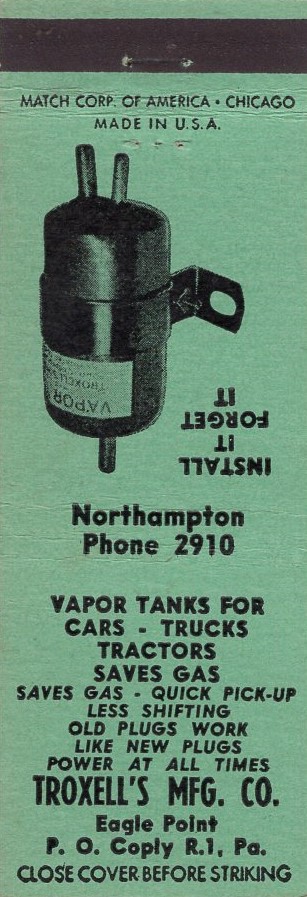 MATCH CORP. OF AMERICA • CHICAGO
MADE IN U.S.A.
VAPOR
TROXELL'S
INSTALL
IT
FORGET
IT
Northampton
Phone 2910
VAPOR TANKS FOR
CARS - TRUCKS
TRACTORS
SAVES GAS
SAVES GAS - QUICK PICK-UP
LESS SHIFTING
OLD PLUGS WORK
LIKE NEW PLUGS
POWER AT ALL TIMES
TROXELL'S MFG. CO.
Eagle Point
P. O. Coply R.1, Pa.
CLOSE COVER BEFORE STRIKING